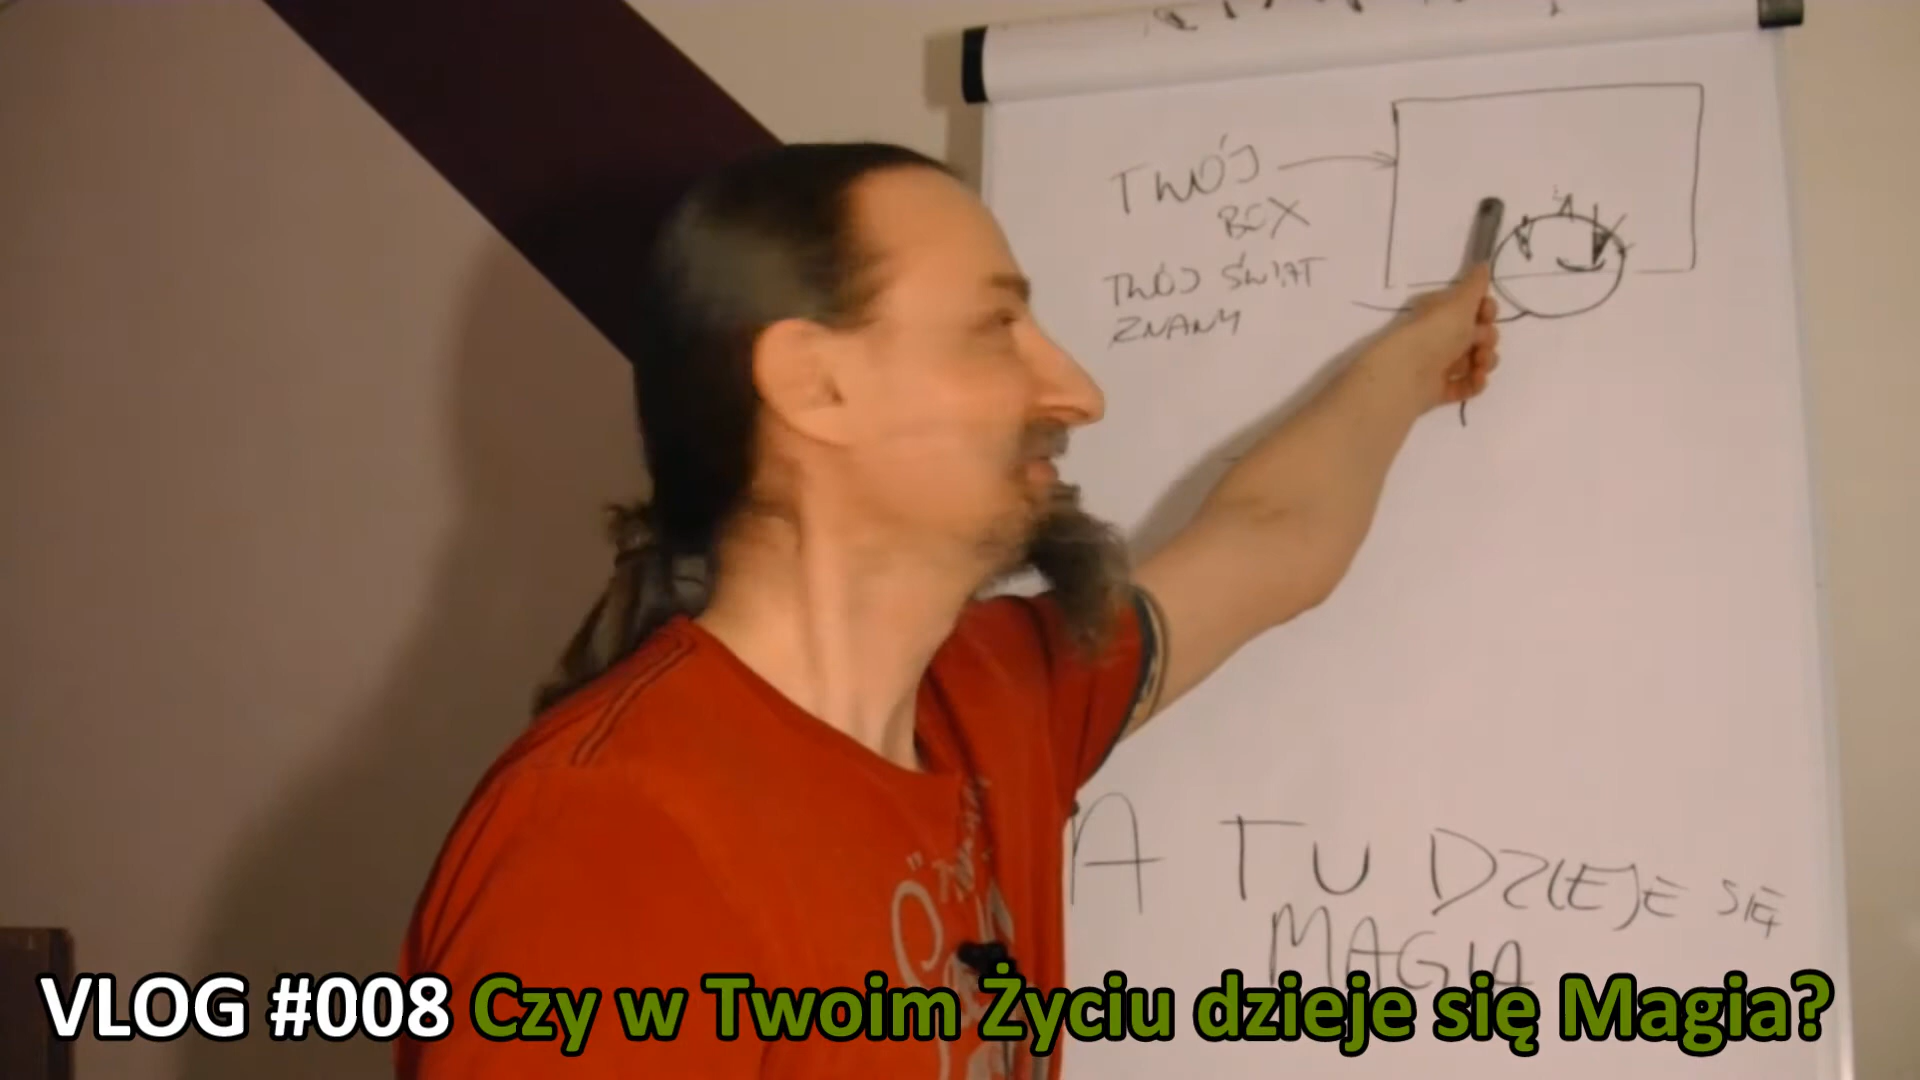 TWÓJ
BOX
TWÓJ ŚWIAT
ZNANY
A TU DZIEJE SIĘ
MAGIA
VLOG #008 Czy w Twoim Życiu dzieje się Magia?